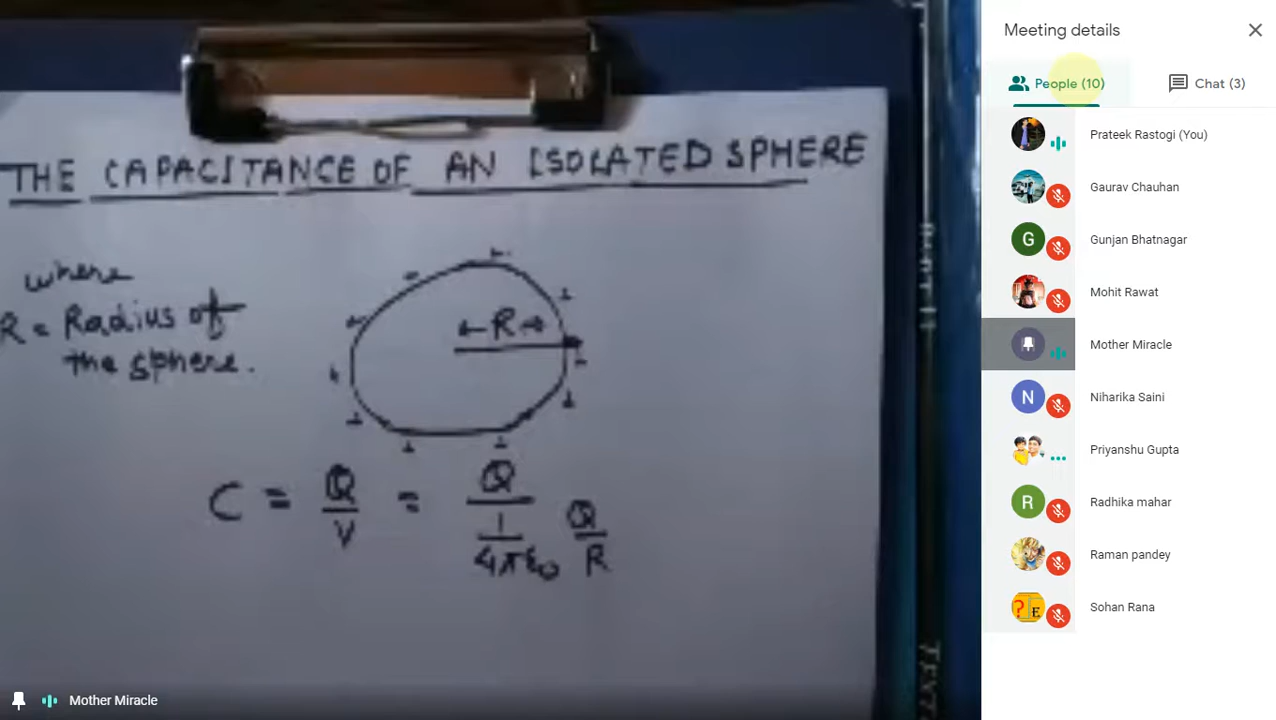 THE CAPACITANCE OF AN ISOLATED SPHERE
where
R = Radius of
the sphere.
R
C = Q/V = Q / (1/4πε₀ Q/R)
Mother Miracle
Meeting details
People (10)
Chat (3)
Prateek Rastogi (You)
Gaurav Chauhan
G Gunjan Bhatnagar
Mohit Rawat
Mother Miracle
N Niharika Saini
Priyanshu Gupta
R Radhika mahar
Raman pandey
? E Sohan Rana